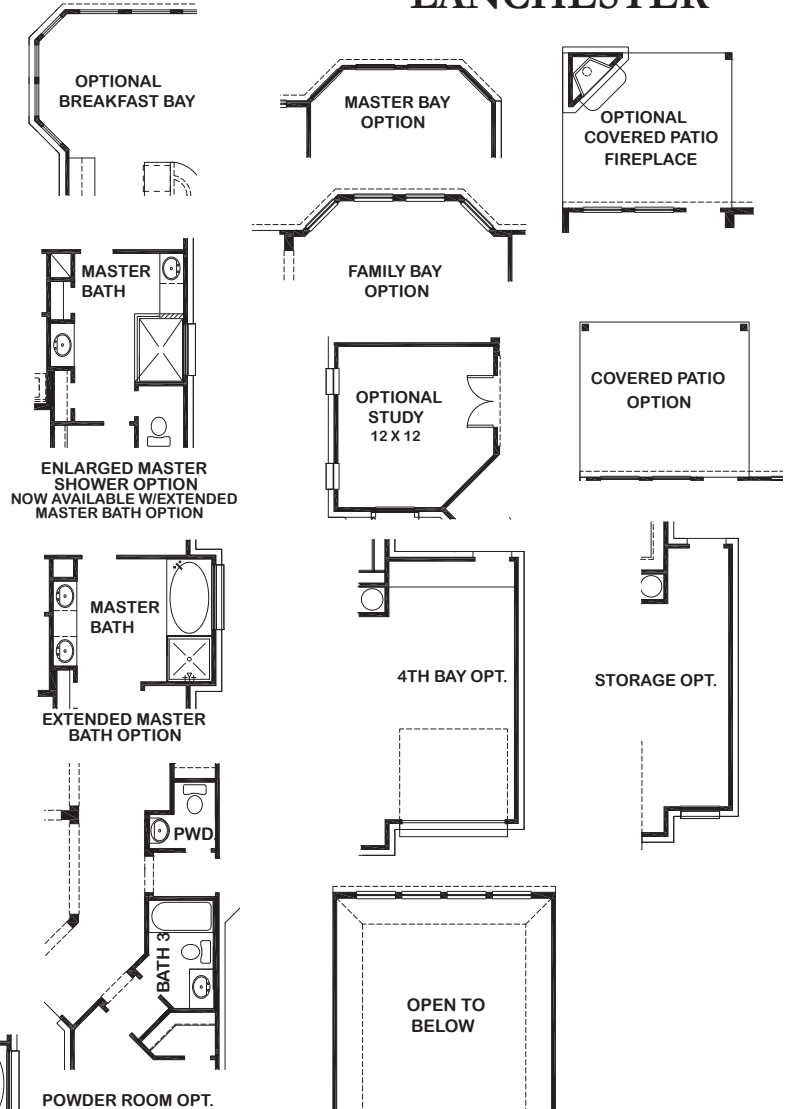 LANCHESTER
OPTIONAL
BREAKFAST BAY
MASTER BAY
OPTION
OPTIONAL
COVERED PATIO
FIREPLACE
MASTER
BATH
FAMILY BAY
OPTION
OPTIONAL
STUDY
12 X 12
COVERED PATIO
OPTION
ENLARGED MASTER
SHOWER OPTION
NOW AVAILABLE W/EXTENDED
MASTER BATH OPTION
MASTER
BATH
4TH BAY OPT.
STORAGE OPT.
EXTENDED MASTER
BATH OPTION
PWD.
BATH 3
OPEN TO
BELOW
POWDER ROOM OPT.